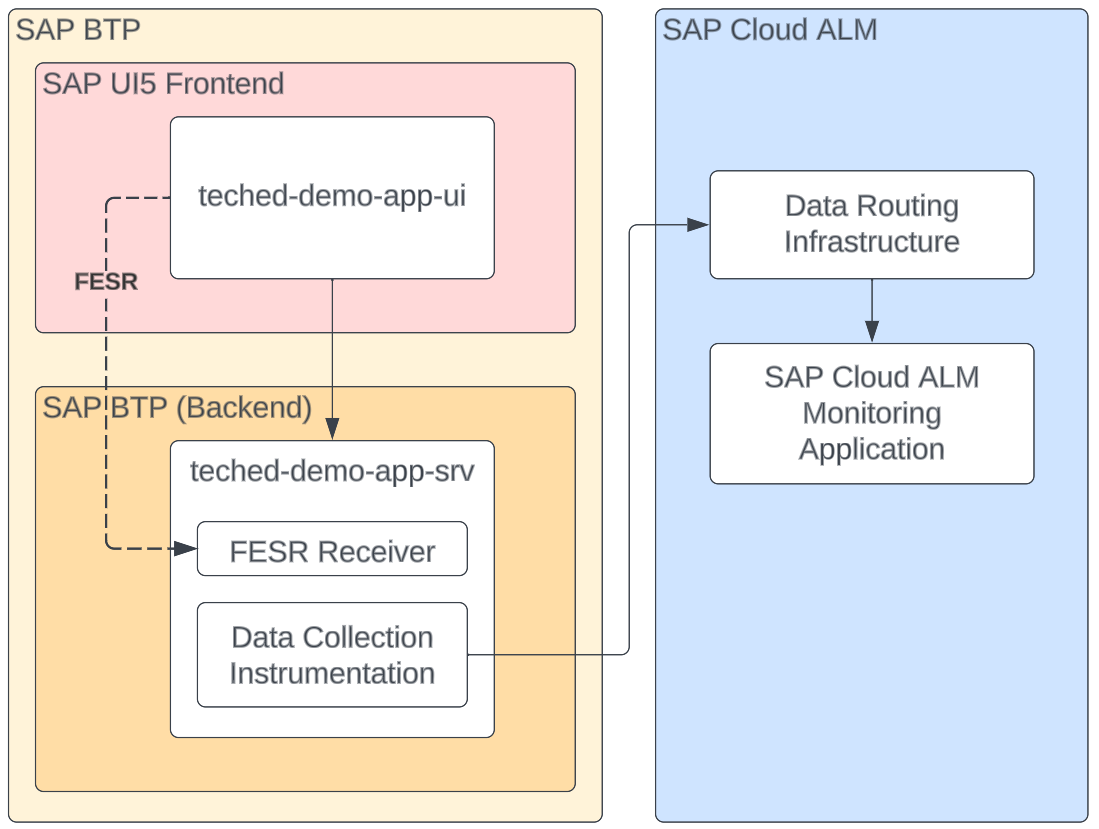 SAP BTP
SAP UI5 Frontend
teched-demo-app-ui
FESR
SAP BTP (Backend)
teched-demo-app-srv
FESR Receiver
Data Collection
Instrumentation
SAP Cloud ALM
Data Routing
Infrastructure
SAP Cloud ALM
Monitoring
Application